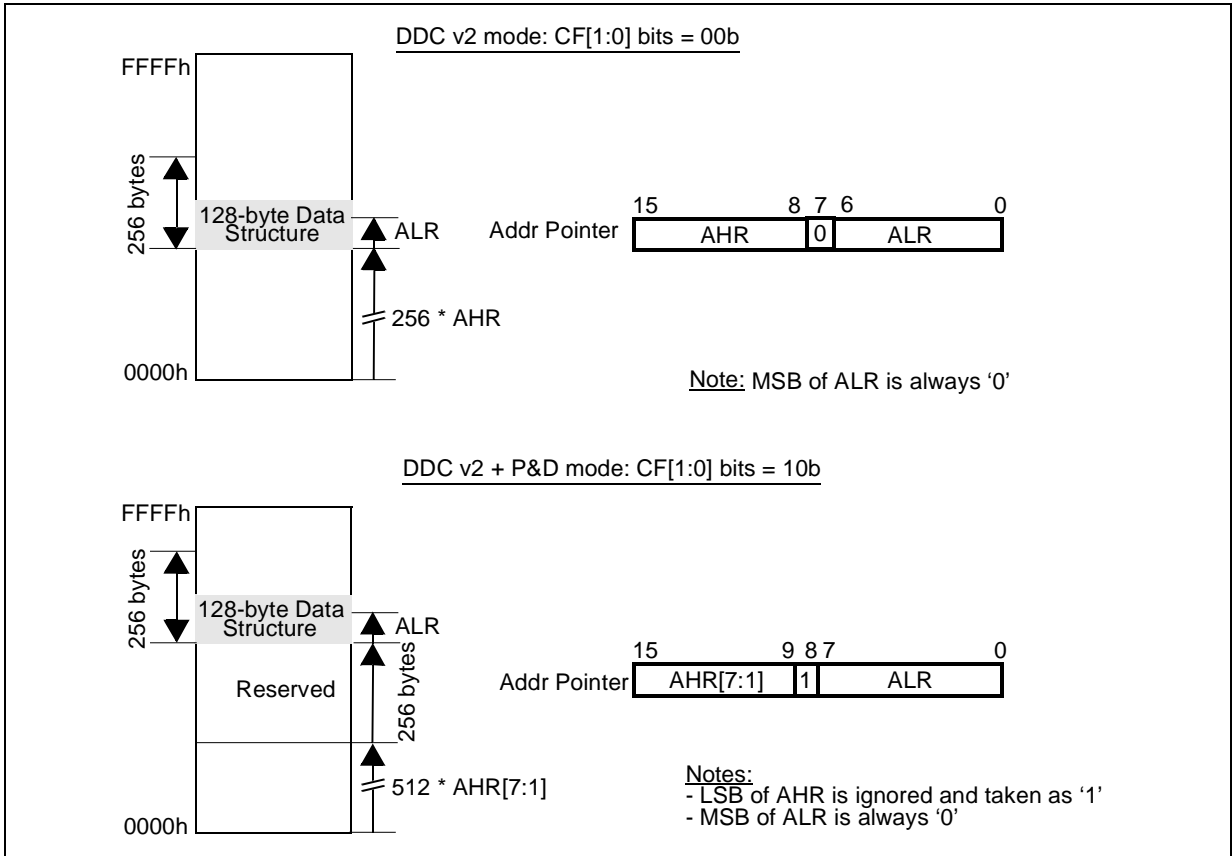 DDC v2 mode: CF[1:0] bits = 00b
FFFFh
256 bytes
128-byte Data
Structure
ALR
256 * AHR
0000h
15 8 7 6 0
Addr Pointer AHR 0 ALR
Note: MSB of ALR is always ‘0’
DDC v2 + P&D mode: CF[1:0] bits = 10b
FFFFh
256 bytes
128-byte Data
Structure
ALR
Reserved
256 bytes
512 * AHR[7:1]
0000h
15 9 8 7 0
Addr Pointer AHR[7:1] 1 ALR
Notes:
- LSB of AHR is ignored and taken as ‘1’
- MSB of ALR is always ‘0’